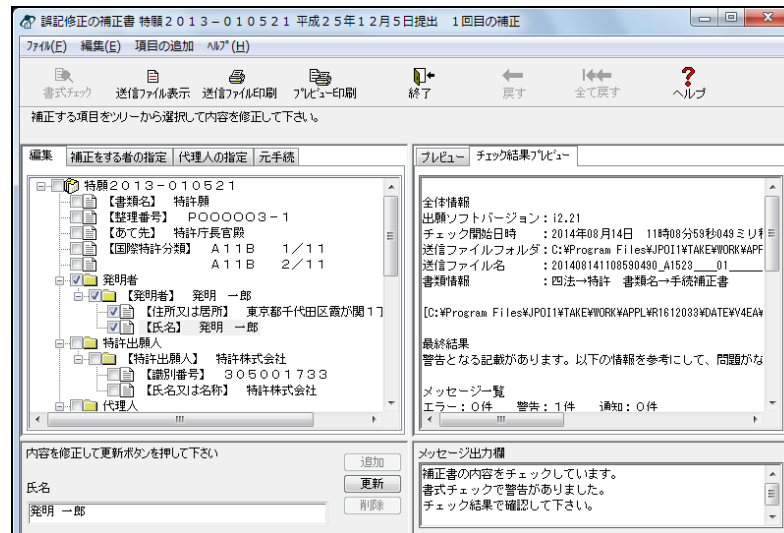 誤記修正の補正書 特願２０１３－０１０５２１ 平成２５年１２月５日提出　１回目の補正
ﾌｧｲﾙ(F)　編集(E)　項目の追加　ﾍﾙﾌﾟ(H)
書式ﾁｪｯｸ　送信ﾌｧｲﾙ表示　送信ﾌｧｲﾙ印刷　ﾌﾟﾚﾋﾞｭｰ印刷　終了　戻す　全て戻す　ヘルプ
補正する項目をツリーから選択して内容を修正して下さい。
編集　補正をする者の指定　代理人の指定　元手続
特願２０１３－０１０５２１
【書類名】　特許願
【整理番号】　Ｐ０００００３－１
【あて先】　特許庁長官殿
【国際特許分類】　Ａ１１Ｂ　１／１１
Ａ１１Ｂ　２／１１
発明者
【発明者】　発明　一郎
【住所又は居所】　東京都千代田区霞が関１丁
【氏名】　発明　一郎
特許出願人
【特許出願人】　特許株式会社
【識別番号】　３０５００１７３３
【氏名又は名称】　特許株式会社
代理人
プレビュー　チェック結果プレビュー
全体情報
出願ソフトバージョン：i2.21
チェック開始日時　：2014年08月14日　11時08分59秒049ミリ
送信ファイルフォルダ：C:¥Program Files¥JPOI1¥TAKE¥WORK¥APP
送信ファイル名　：201408141108590490_A1523____01____
書類情報　：四法→特許　書類名→手続補正書
[C:¥Program Files¥JPOI1¥TAKE¥WORK¥APPL¥R1612033¥DATE¥V4EA¥
最終結果
警告となる記載があります。以下の情報を参考にして、問題がな
メッセージ一覧
エラー：０件　警告：１件　通知：０件
内容を修正して更新ボタンを押して下さい
追加
氏名
更新
削除
発明 一郎
メッセージ出力欄
補正書の内容をチェックしています。
書式チェックで警告がありました。
チェック結果で確認して下さい。